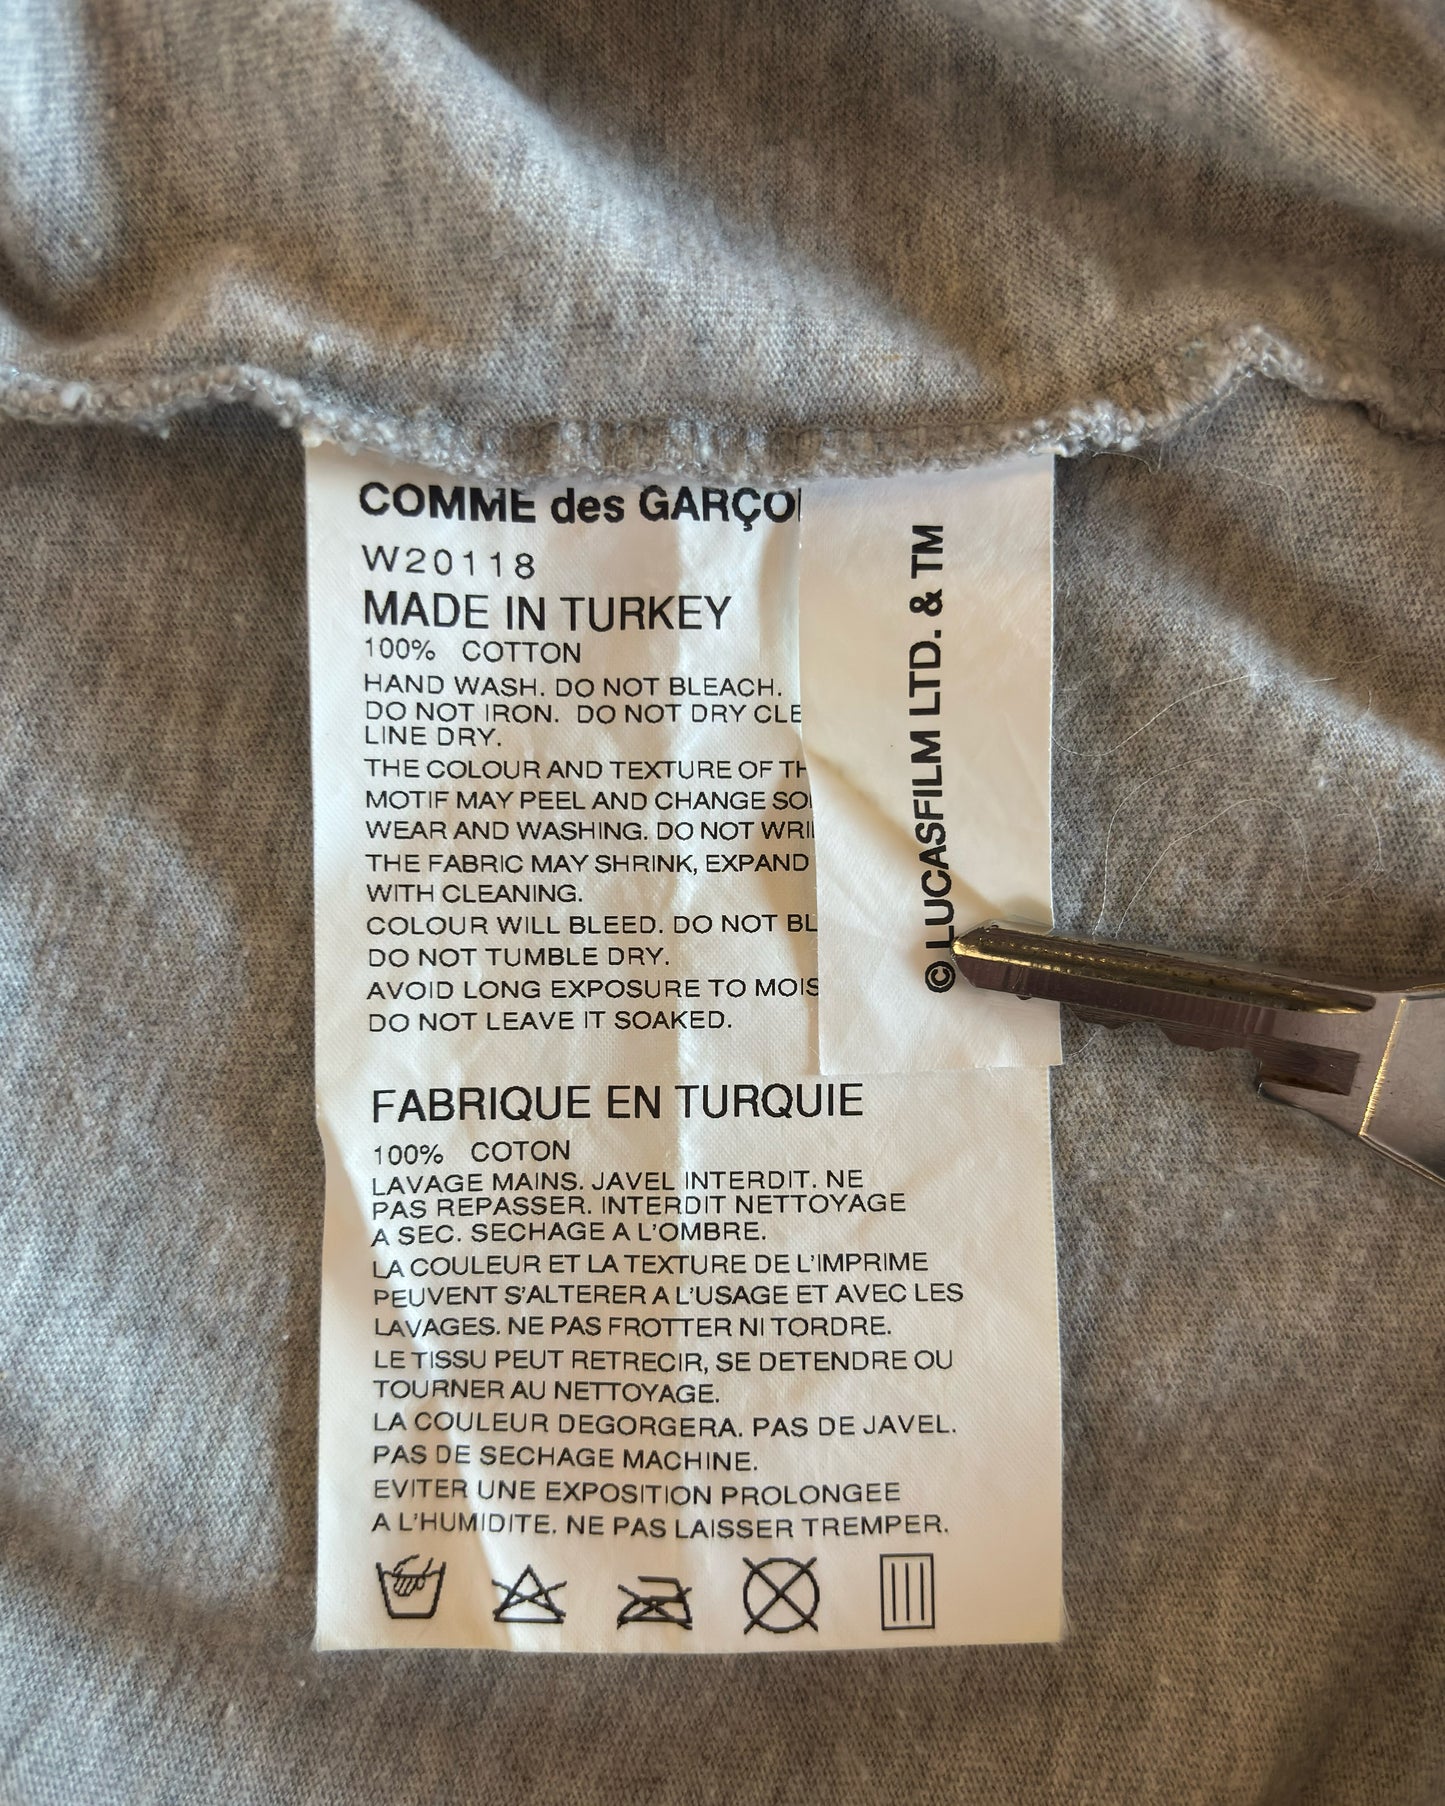 COMME des GARÇO
W20118
MADE IN TURKEY
100% COTTON
HAND WASH. DO NOT BLEACH.
DO NOT IRON. DO NOT DRY CLE
LINE DRY.
THE COLOUR AND TEXTURE OF TH
MOTIF MAY PEEL AND CHANGE SO
WEAR AND WASHING. DO NOT WRI
THE FABRIC MAY SHRINK, EXPAND
WITH CLEANING.
COLOUR WILL BLEED. DO NOT BL
DO NOT TUMBLE DRY.
AVOID LONG EXPOSURE TO MOIS
DO NOT LEAVE IT SOAKED.
© LUCASFILM LTD. & TM
FABRIQUE EN TURQUIE
100% COTON
LAVAGE MAINS. JAVEL INTERDIT. NE
PAS REPASSER. INTERDIT NETTOYAGE
A SEC. SECHAGE A L'OMBRE.
LA COULEUR ET LA TEXTURE DE L'IMPRIME
PEUVENT S'ALTERER A L'USAGE ET AVEC LES
LAVAGES. NE PAS FROTTER NI TORDRE.
LE TISSU PEUT RETRECIR, SE DETENDRE OU
TOURNER AU NETTOYAGE.
LA COULEUR DEGORGERA. PAS DE JAVEL.
PAS DE SECHAGE MACHINE.
EVITER UNE EXPOSITION PROLONGEE
A L'HUMIDITE. NE PAS LAISSER TREMPER.